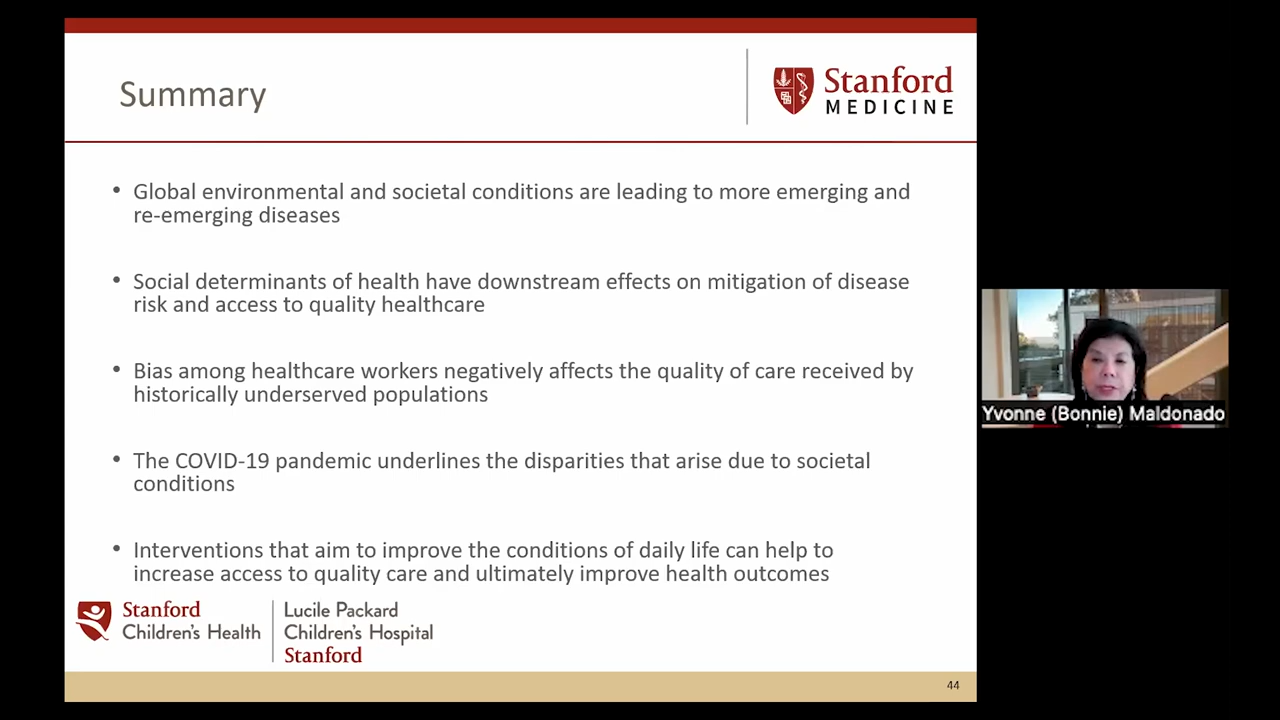 Summary
Stanford
MEDICINE
• Global environmental and societal conditions are leading to more emerging and
re-emerging diseases
• Social determinants of health have downstream effects on mitigation of disease
risk and access to quality healthcare
• Bias among healthcare workers negatively affects the quality of care received by
historically underserved populations
• The COVID-19 pandemic underlines the disparities that arise due to societal
conditions
• Interventions that aim to improve the conditions of daily life can help to
increase access to quality care and ultimately improve health outcomes
Stanford
Children's Health
Lucile Packard
Children's Hospital
Stanford
44
Yvonne (Bonnie) Maldonado